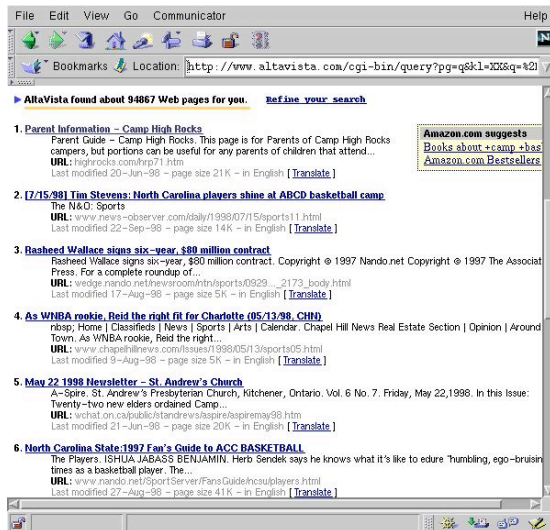 File Edit View Go Communicator Help
Bookmarks Location: http://www.altavista.com/cgi-bin/query?pg=q&kl=XX&q=%2
AltaVista found about 94867 Web pages for you. Refine your search
1. Parent Information - Camp High Rocks
Parent Guide - Camp High Rocks. This page is for Parents of Camp High Rocks
campers, but portions can be useful for any parents of children that attend...
URL: highrocks.com/hrp71.htm
Last modified 20-Jun-98 - page size 21K - in English [ Translate ]
Amazon.com suggests
Books about +camp +bas
Amazon.com Bestsellers
2. [7/15/98] Tim Stevens: North Carolina players shine at ABCD basketball camp
The N&O: Sports
URL: www.news-observer.com/daily/1998/07/15/sports11.html
Last modified 22-Sep-98 - page size 14K - in English [ Translate ]
3. Rasheed Wallace signs six-year, $80 million contract
Rasheed Wallace signs six-year, $80 million contract. Copyright © 1997 Nando.net Copyright © 1997 The Associat
Press. For a complete roundup of...
URL: wedge.nando.net/newsroom/ntn/sports/0929..._2173_body.html
Last modified 17-Aug-98 - page size 5K - in English [ Translate ]
4. As WNBA rookie, Reid the right fit for Charlotte (05/13/98, CHN)
nbsp; Home | Classifieds | News | Sports | Arts | Calendar. Chapel Hill News Real Estate Section | Opinion | Around
Town. As WNBA rookie, Reid the right...
URL: www.chapelhillnews.com/Issues/1998/05/13/sports05.html
Last modified 9-Aug-98 - page size 5K - in English [ Translate ]
5. May 22 1998 Newsletter - St. Andrew's Church
A-Spire. St. Andrew's Presbyterian Church, Kitchener, Ontario. Vol. 6 No. 7. Friday, May 22,1998. In this Issue:
Twenty-two new elders ordained Camp...
URL: wchat.on.ca/public/standrews/aspire/aspiremay98.htm
Last modified 21-Jun-98 - page size 20K - in English [ Translate ]
6. North Carolina State:1997 Fan's Guide to ACC BASKETBALL
The Players. ISHUA JABASS BENJAMIN. Herb Sendek says he knows what it's like to edure "humbling, ego-bruisin
times as a basketball player. The...
URL: www.nando.net/SportServer/FansGuide/ncsu/players.html
Last modified 27-Aug-98 - page size 41K - in English [ Translate ]